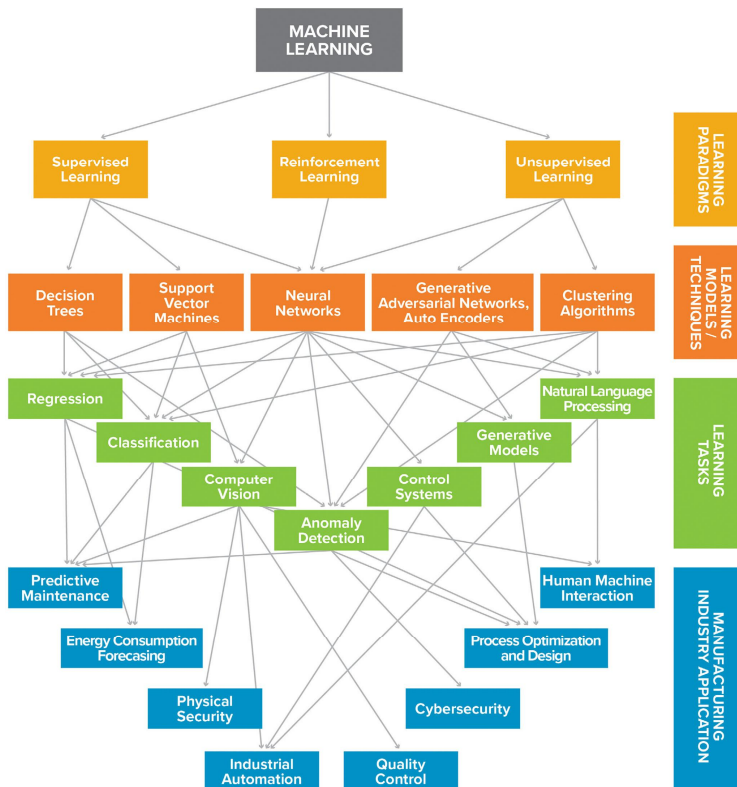 MACHINE
LEARNING
Supervised
Learning
Reinforcement
Learning
Unsupervised
Learning
LEARNING
PARADIGMS
Decision
Trees
Support
Vector
Machines
Neural
Networks
Generative
Adversarial Networks,
Auto Encoders
Clustering
Algorithms
LEARNING
MODELS /
TECHNIQUES
Regression
Natural Language
Processing
Classification
Generative
Models
Computer
Vision
Control
Systems
Anomaly
Detection
LEARNING
TASKS
Predictive
Maintenance
Human Machine
Interaction
Energy Consumption
Forecasing
Process Optimization
and Design
Physical
Security
Cybersecurity
Industrial
Automation
Quality
Control
MANUFACTURING
INDUSTRY APPLICATION